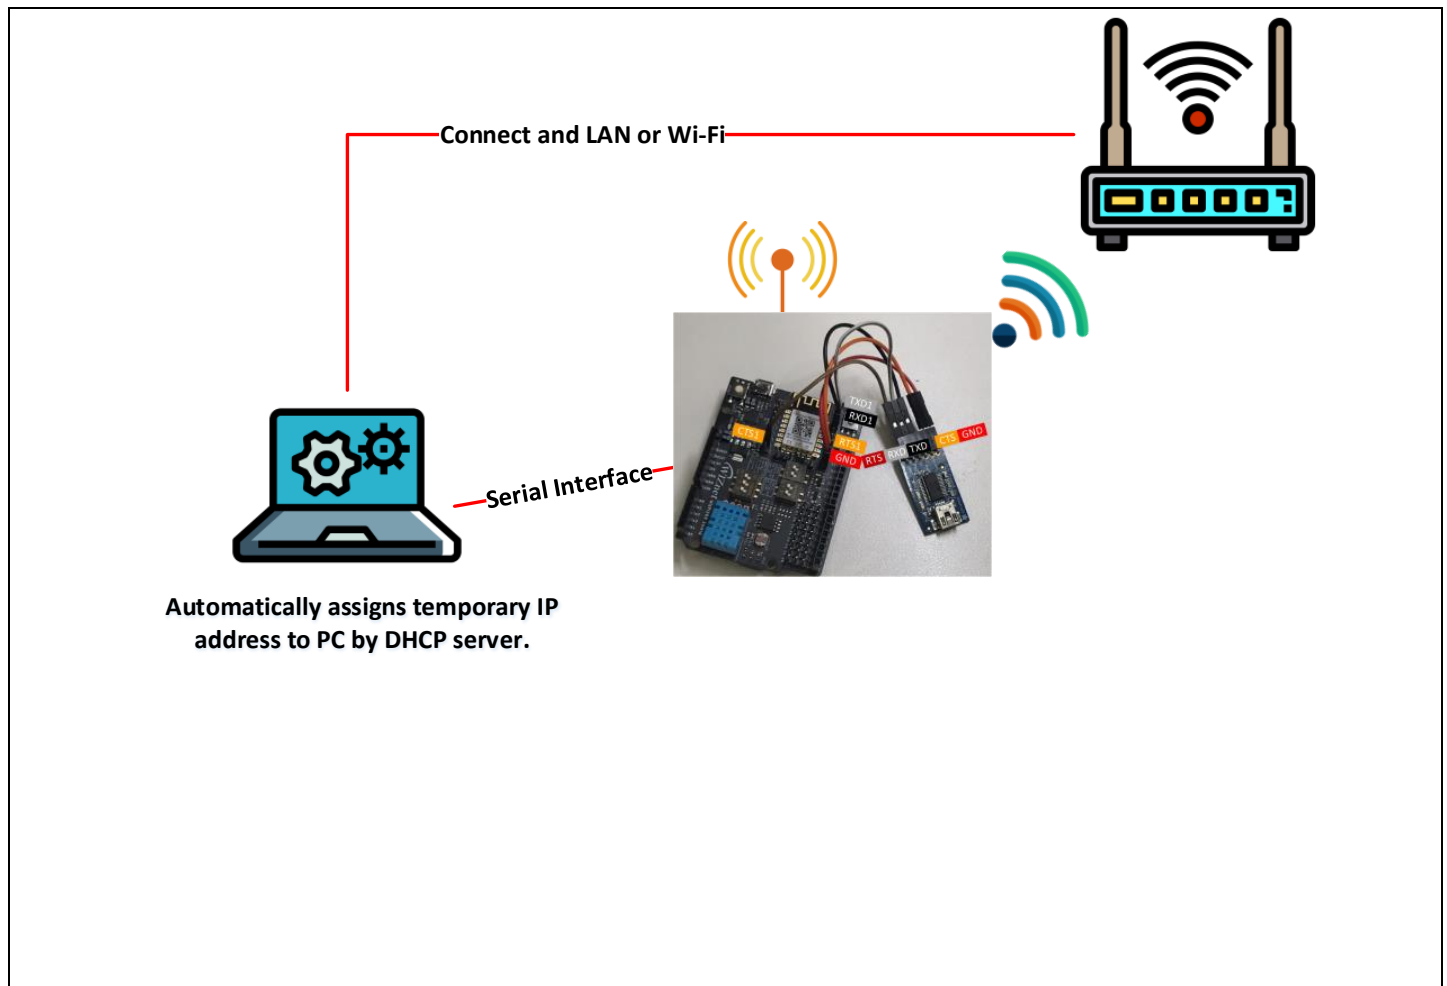 Connect and LAN or Wi-Fi
Serial Interface
TXD1
RXD1
CTS1
RTS1
GND
RTS
RXD
TXD
CTS
GND
WIZnet
Automatically assigns temporary IP
address to PC by DHCP server.